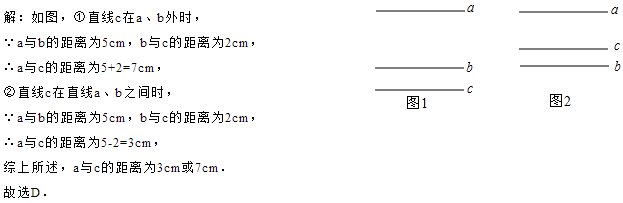 解：如图，①直线c在a、b外时，
∵a与b的距离为5cm，b与c的距离为2cm，
∴a与c的距离为5+2=7cm，
②直线c在直线a、b之间时，
∵a与b的距离为5cm，b与c的距离为2cm，
∴a与c的距离为5-2=3cm，
综上所述，a与c的距离为3cm或7cm．
故选D．
a
b
c
图1
a
c
b
图2